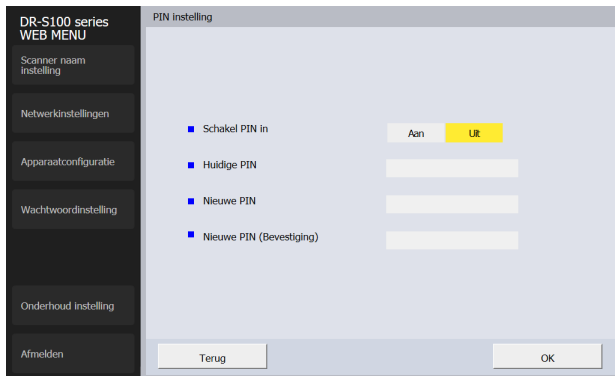 DR-S100 series
WEB MENU
Scanner naam
instelling
Netwerkinstellingen
Apparaatconfiguratie
Wachtwoordinstelling
Onderhoud instelling
Afmelden
PIN instelling
Schakel PIN in
Aan
Uit
Huidige PIN
Nieuwe PIN
Nieuwe PIN (Bevestiging)
Terug
OK